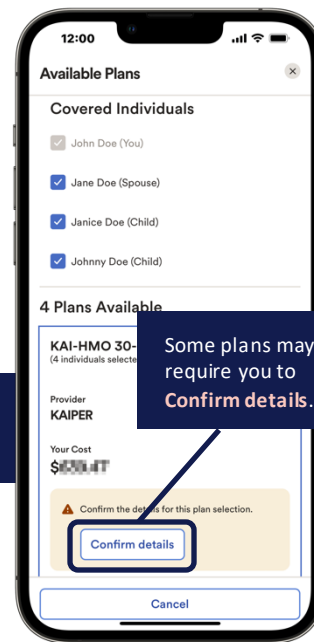 12:00
Available Plans
Covered Individuals
John Doe (You)
Jane Doe (Spouse)
Janice Doe (Child)
Johnny Doe (Child)
4 Plans Available
KAI-HMO 30-
(4 individuals selecte
Some plans may
require you to
Confirm details.
Provider
KAIPER
Your Cost
$
Confirm the details for this plan selection.
Confirm details
Cancel